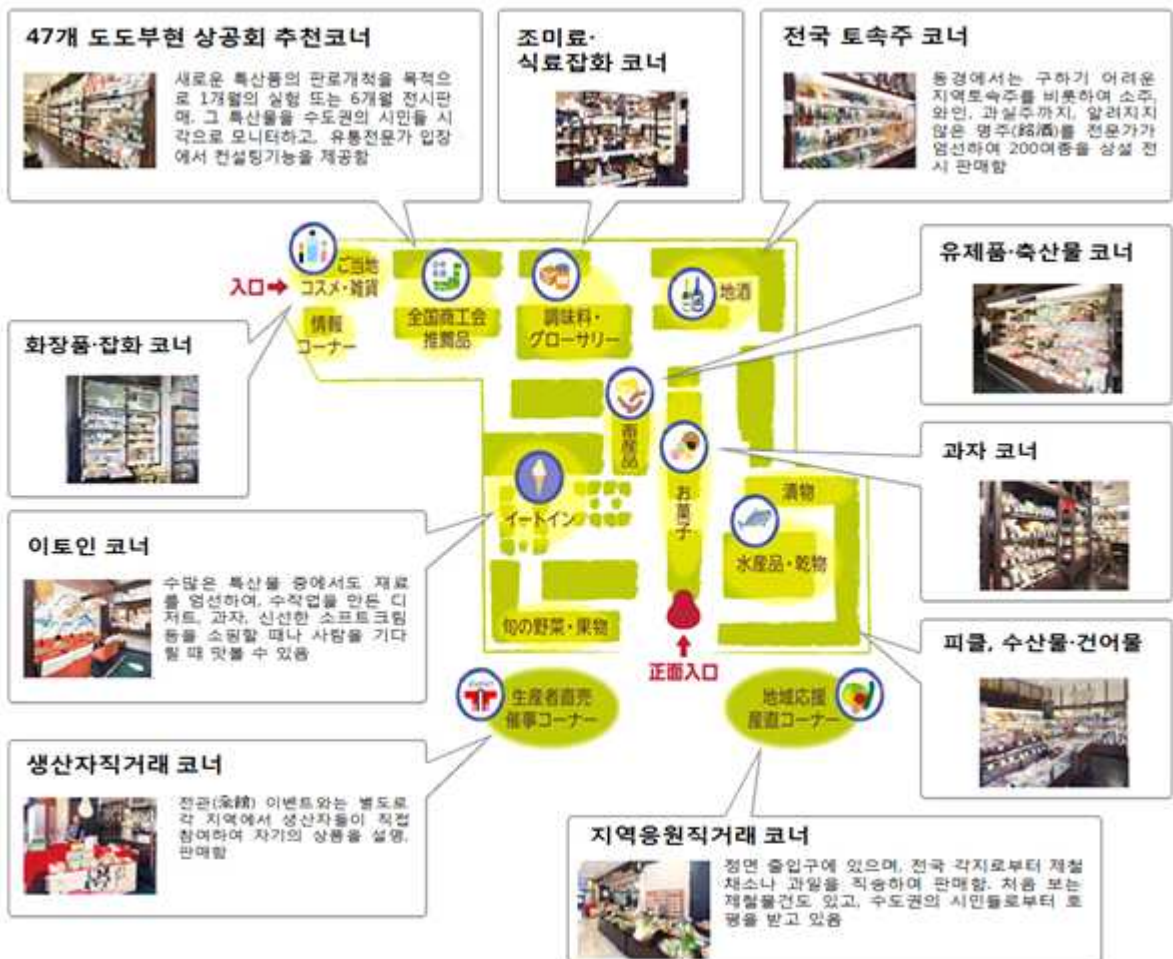 47개 도도부현 상공회 추천코너
새로운 특산품의 판로개척을 목적으
로 1개월의 실험 또는 6개월 전시판
매. 그 특산물을 수도권의 시민들 시
각으로 모니터하고, 유통전문가 입장
에서 컨설팅기능을 제공함
조미료·
식료잡화 코너
전국 토속주 코너
동경에서는 구하기 어려운
지역토속주를 비롯하여 소주,
와인, 과실주까지, 알려지지
않은 명주(銘酒)를 전문가가
엄선하여 200여종을 상설 전
시 판매함
유제품·축산물 코너
화장품·잡화 코너
과자 코너
이토인 코너
수많은 특산물 중에서도 재료
를 엄선하여, 수작업을 만든 디
저트, 과자, 신선한 소프트크림
등을 쇼핑할 때나 사람을 기다
릴 때 맛볼 수 있음
피클, 수산물·건어물
생산자직거래 코너
전관(全館) 이벤트와는 별도로
각 지역에서 생산자들이 직접
참여하여 자기의 상품을 설명,
판매함
지역응원직거래 코너
정면 출입구에 있으며, 전국 각지로부터 제철
채소나 과일을 직송하여 판매함. 처음 보는
제철물건도 있고, 수도권의 시민들로부터 호
평을 받고 있음
入口
ご当地
コスメ・雑貨
情報
コーナー
全国商工会
推薦品
調味料・
グローサリー
地酒
畜産品
お菓子
イートイン
漬物
水産品・乾物
旬の野菜・果物
正面入口
生産者直売
催事コーナー
地域応援
産直コーナー